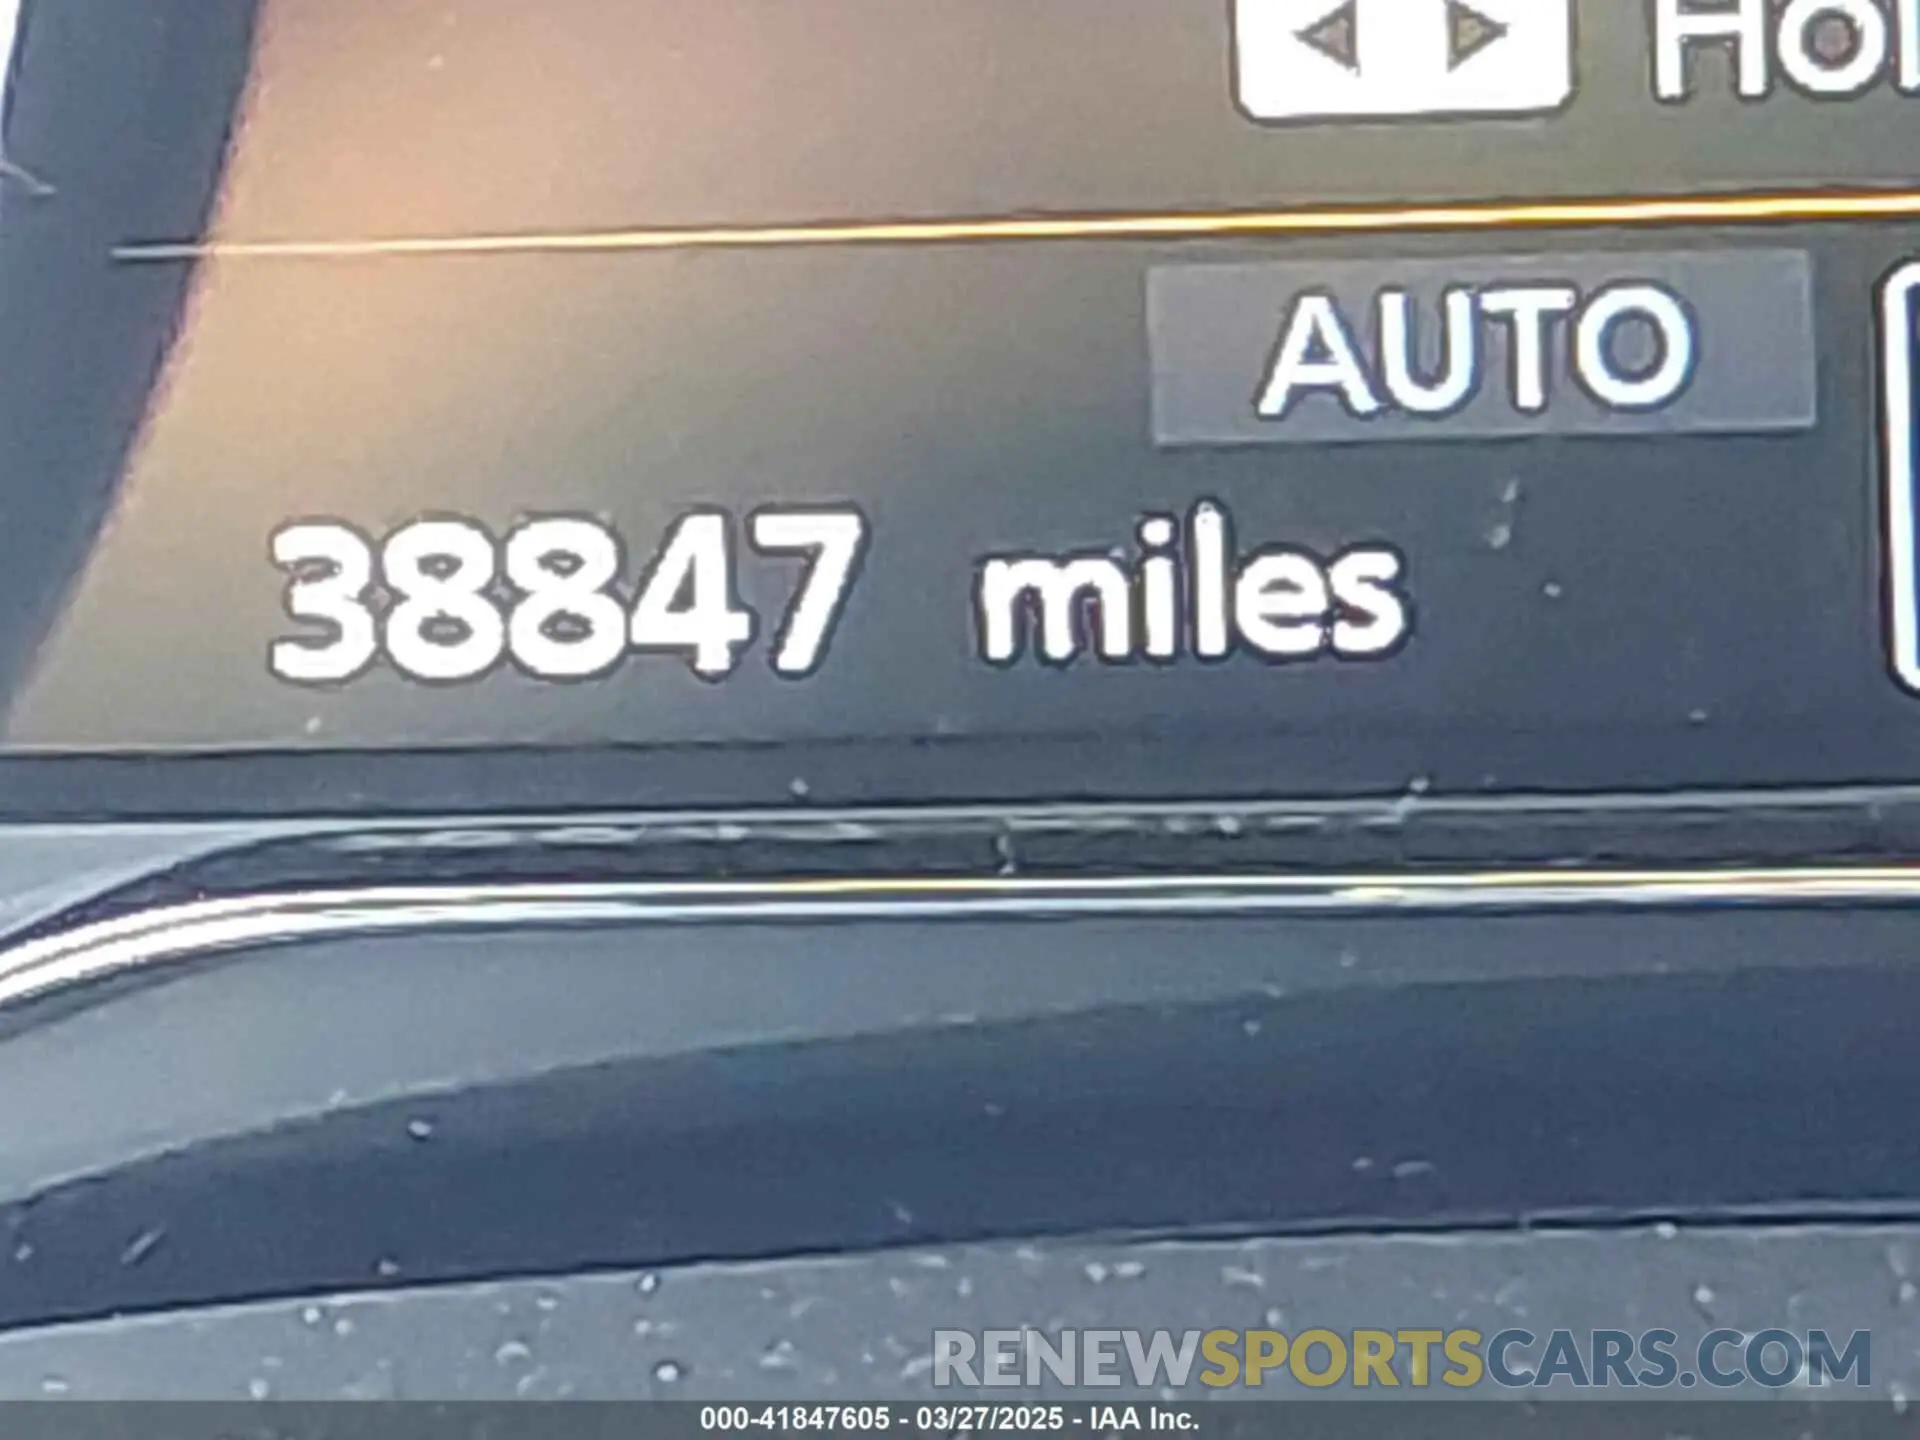 AUTO
38847 miles
RENEWSPORTSCARS.COM
000-41847605 - 03/27/2025 - IAA Inc.